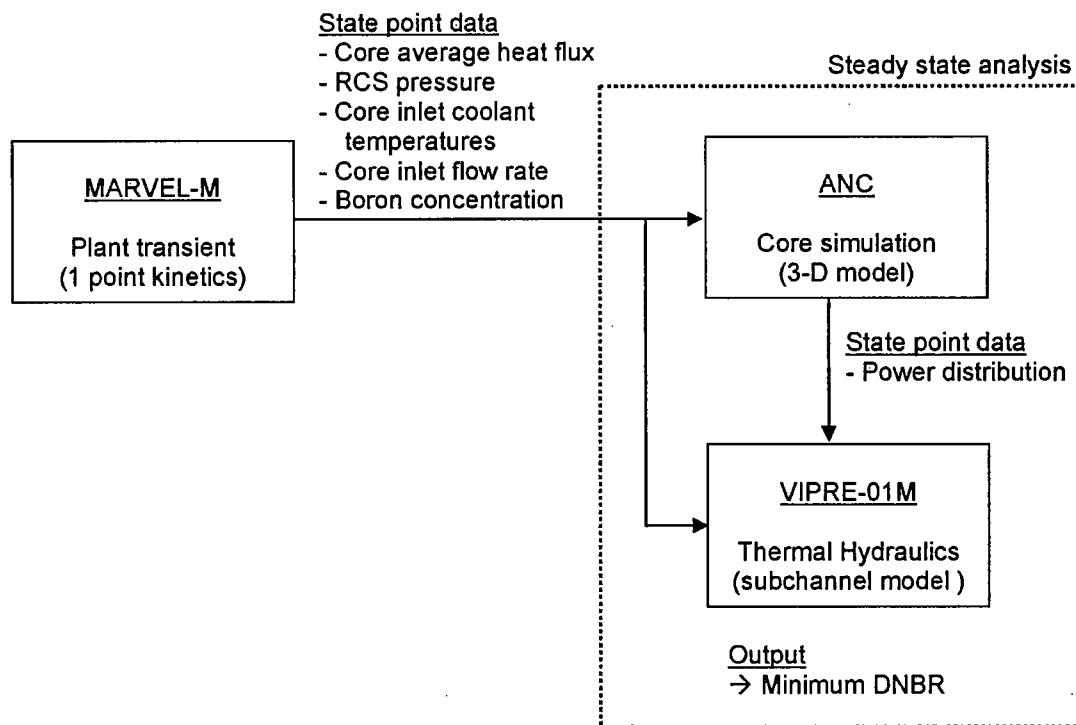 State point data
- Core average heat flux
- RCS pressure
- Core inlet coolant
temperatures
- Core inlet flow rate
- Boron concentration
Steady state analysis
MARVEL-M
Plant transient
(1 point kinetics)
ANC
Core simulation
(3-D model)
State point data
- Power distribution
VIPRE-01M
Thermal Hydraulics
(subchannel model )
Output
→ Minimum DNBR